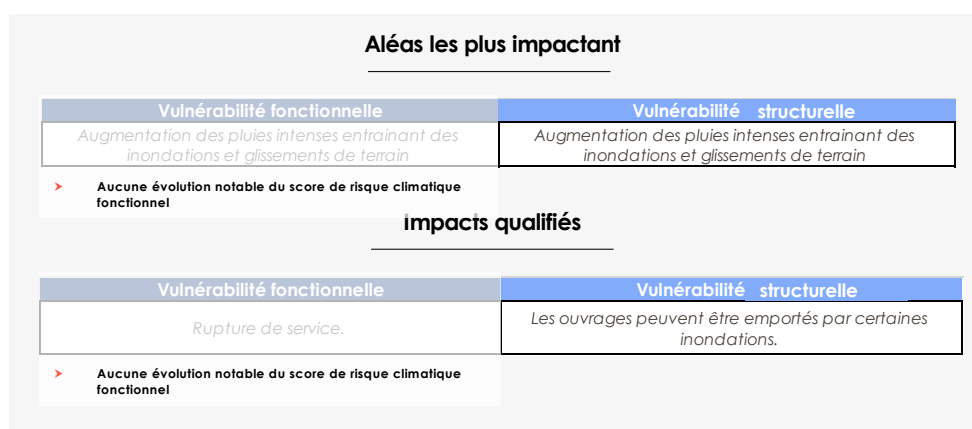 Aléas les plus impactant
Vulnérabilité fonctionnelle
Vulnérabilité structurelle
Augmentation des pluies intenses entrainant des
inondations et glissements de terrain
Augmentation des pluies intenses entrainant des
inondations et glissements de terrain
Aucune évolution notable du score de risque climatique
fonctionnel
Impacts qualifiés
Vulnérabilité fonctionnelle
Vulnérabilité structurelle
Rupture de service.
Les ouvrages peuvent être emportés par certaines
inondations.
Aucune évolution notable du score de risque climatique
fonctionnel